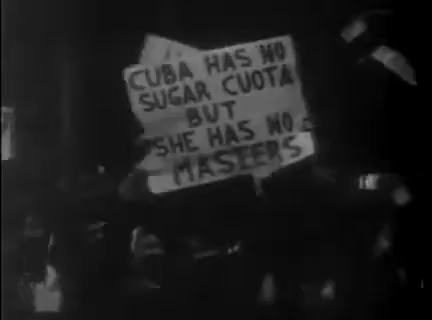 CUBA HAS NO
SUGAR CUOTA
BUT
SHE HAS NO
MASTERS